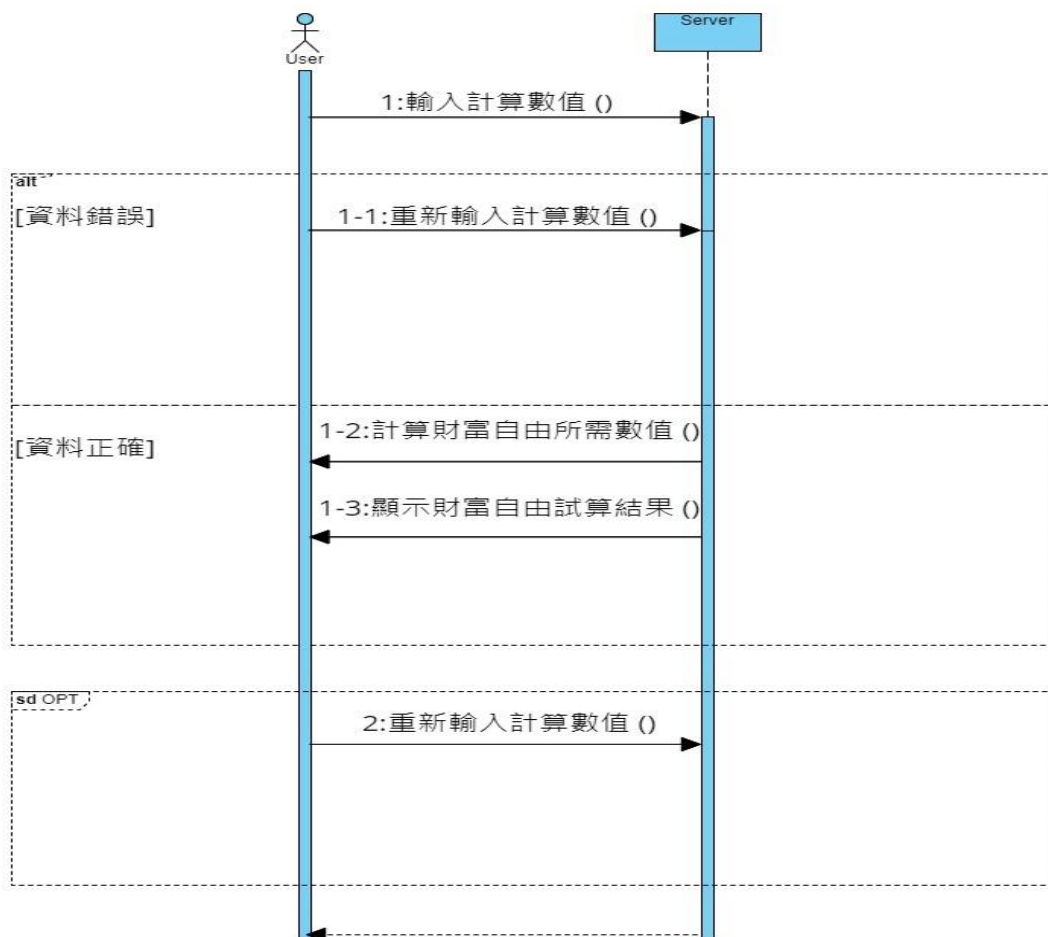 User
Server
1:輸入計算數值 ()
alt
[資料錯誤]
1-1:重新輸入計算數值 ()
[資料正確]
1-2:計算財富自由所需數值 ()
1-3:顯示財富自由試算結果 ()
sd OPT
2:重新輸入計算數值 ()